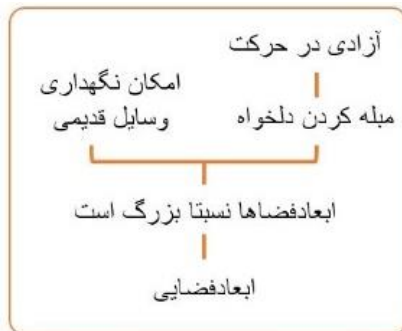 آزادی در حرکت
امکان نگهداری
وسایل قدیمی
مبله کردن دلخواه
ابعادفضاها نسبتا بزرگ است
ابعادفضایی